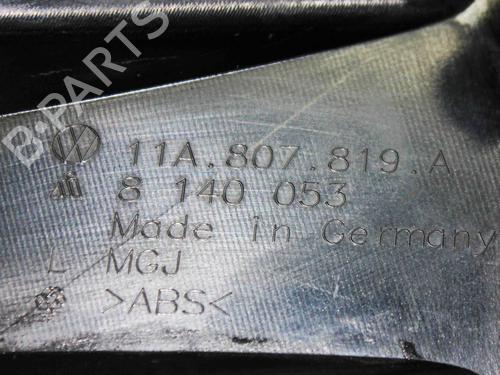 B-PARTS
11A.807.819.A
8 140 053
Made in Germany
L MGJ
>ABS<